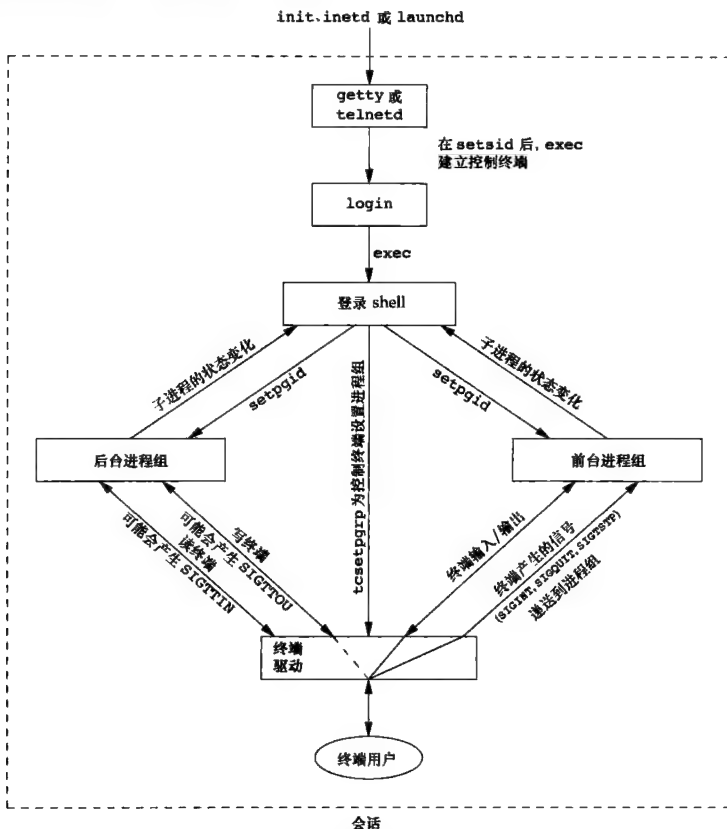 init、inetd 或 launchd
getty 或
telnetd
在 setsid 后, exec
建立控制终端
login
exec
登录 shell
子进程的状态变化
setpgid
tcsetpgrp 为控制终端设置进程组
setpgid
子进程的状态变化
后台进程组
前台进程组
写终端
可能会产生 SIGTTOU
读终端
可能会产生 SIGTTIN
终端输入/输出
终端产生的信号
(SIGINT, SIGQUIT, SIGTSTP)
递送到进程组
终端
驱动
终端用户
会话